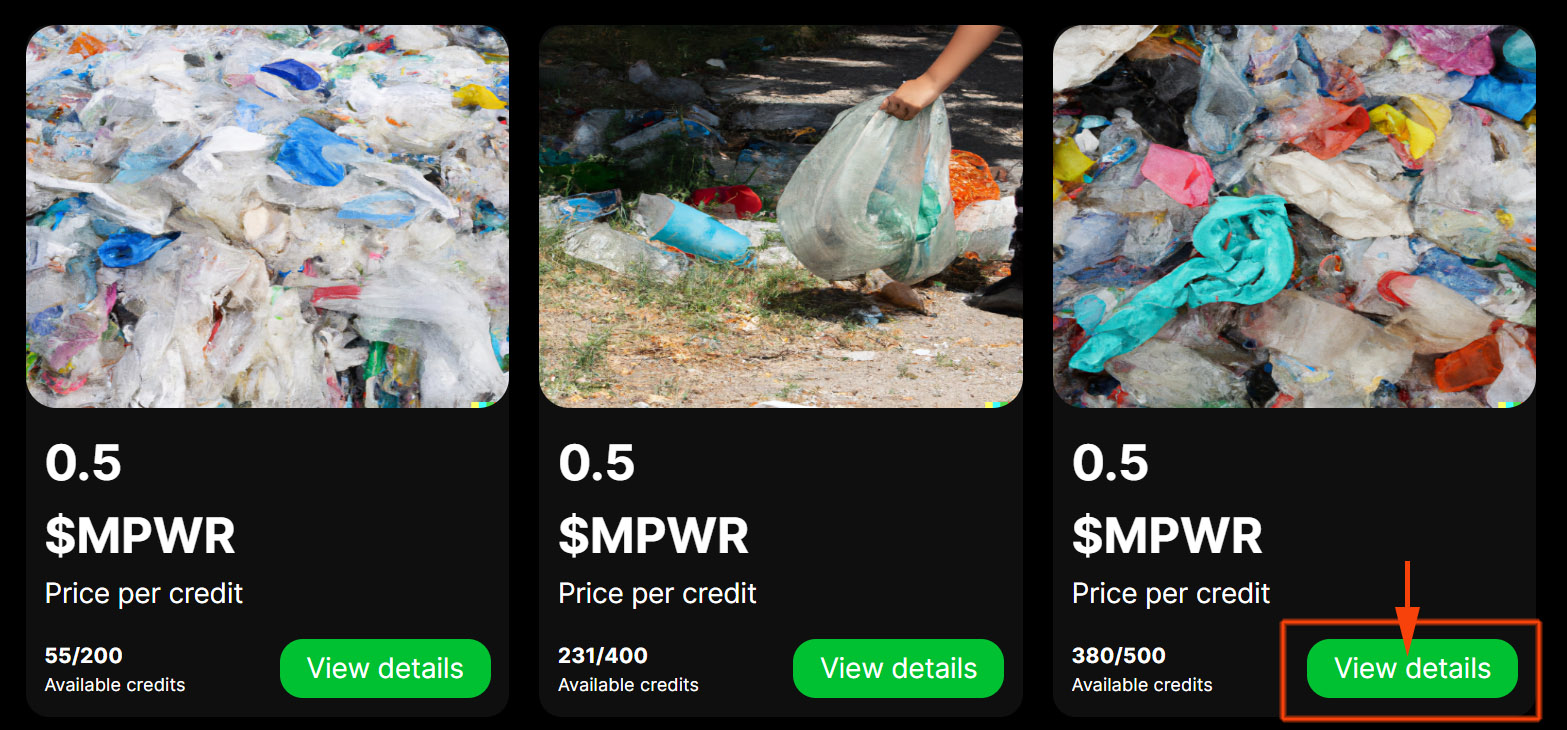 0.5
$MPWR
Price per credit
55/200
Available credits
View details
0.5
$MPWR
Price per credit
231/400
Available credits
View details
0.5
$MPWR
Price per credit
380/500
Available credits
View details